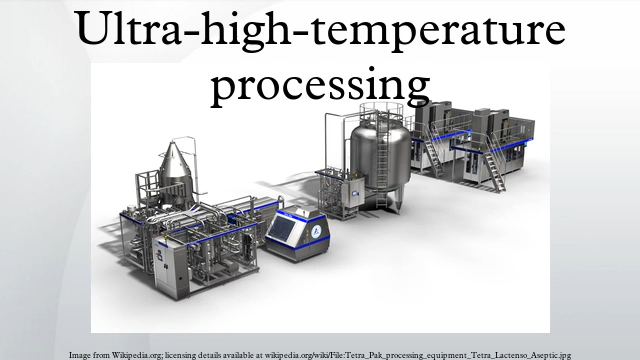 Ultra-high-temperature
processing
Image from Wikipedia.org; licensing details available at wikipedia.org/wiki/File:Tetra_Pak_processing_equipment_Tetra_Lactenso_Aseptic.jpg